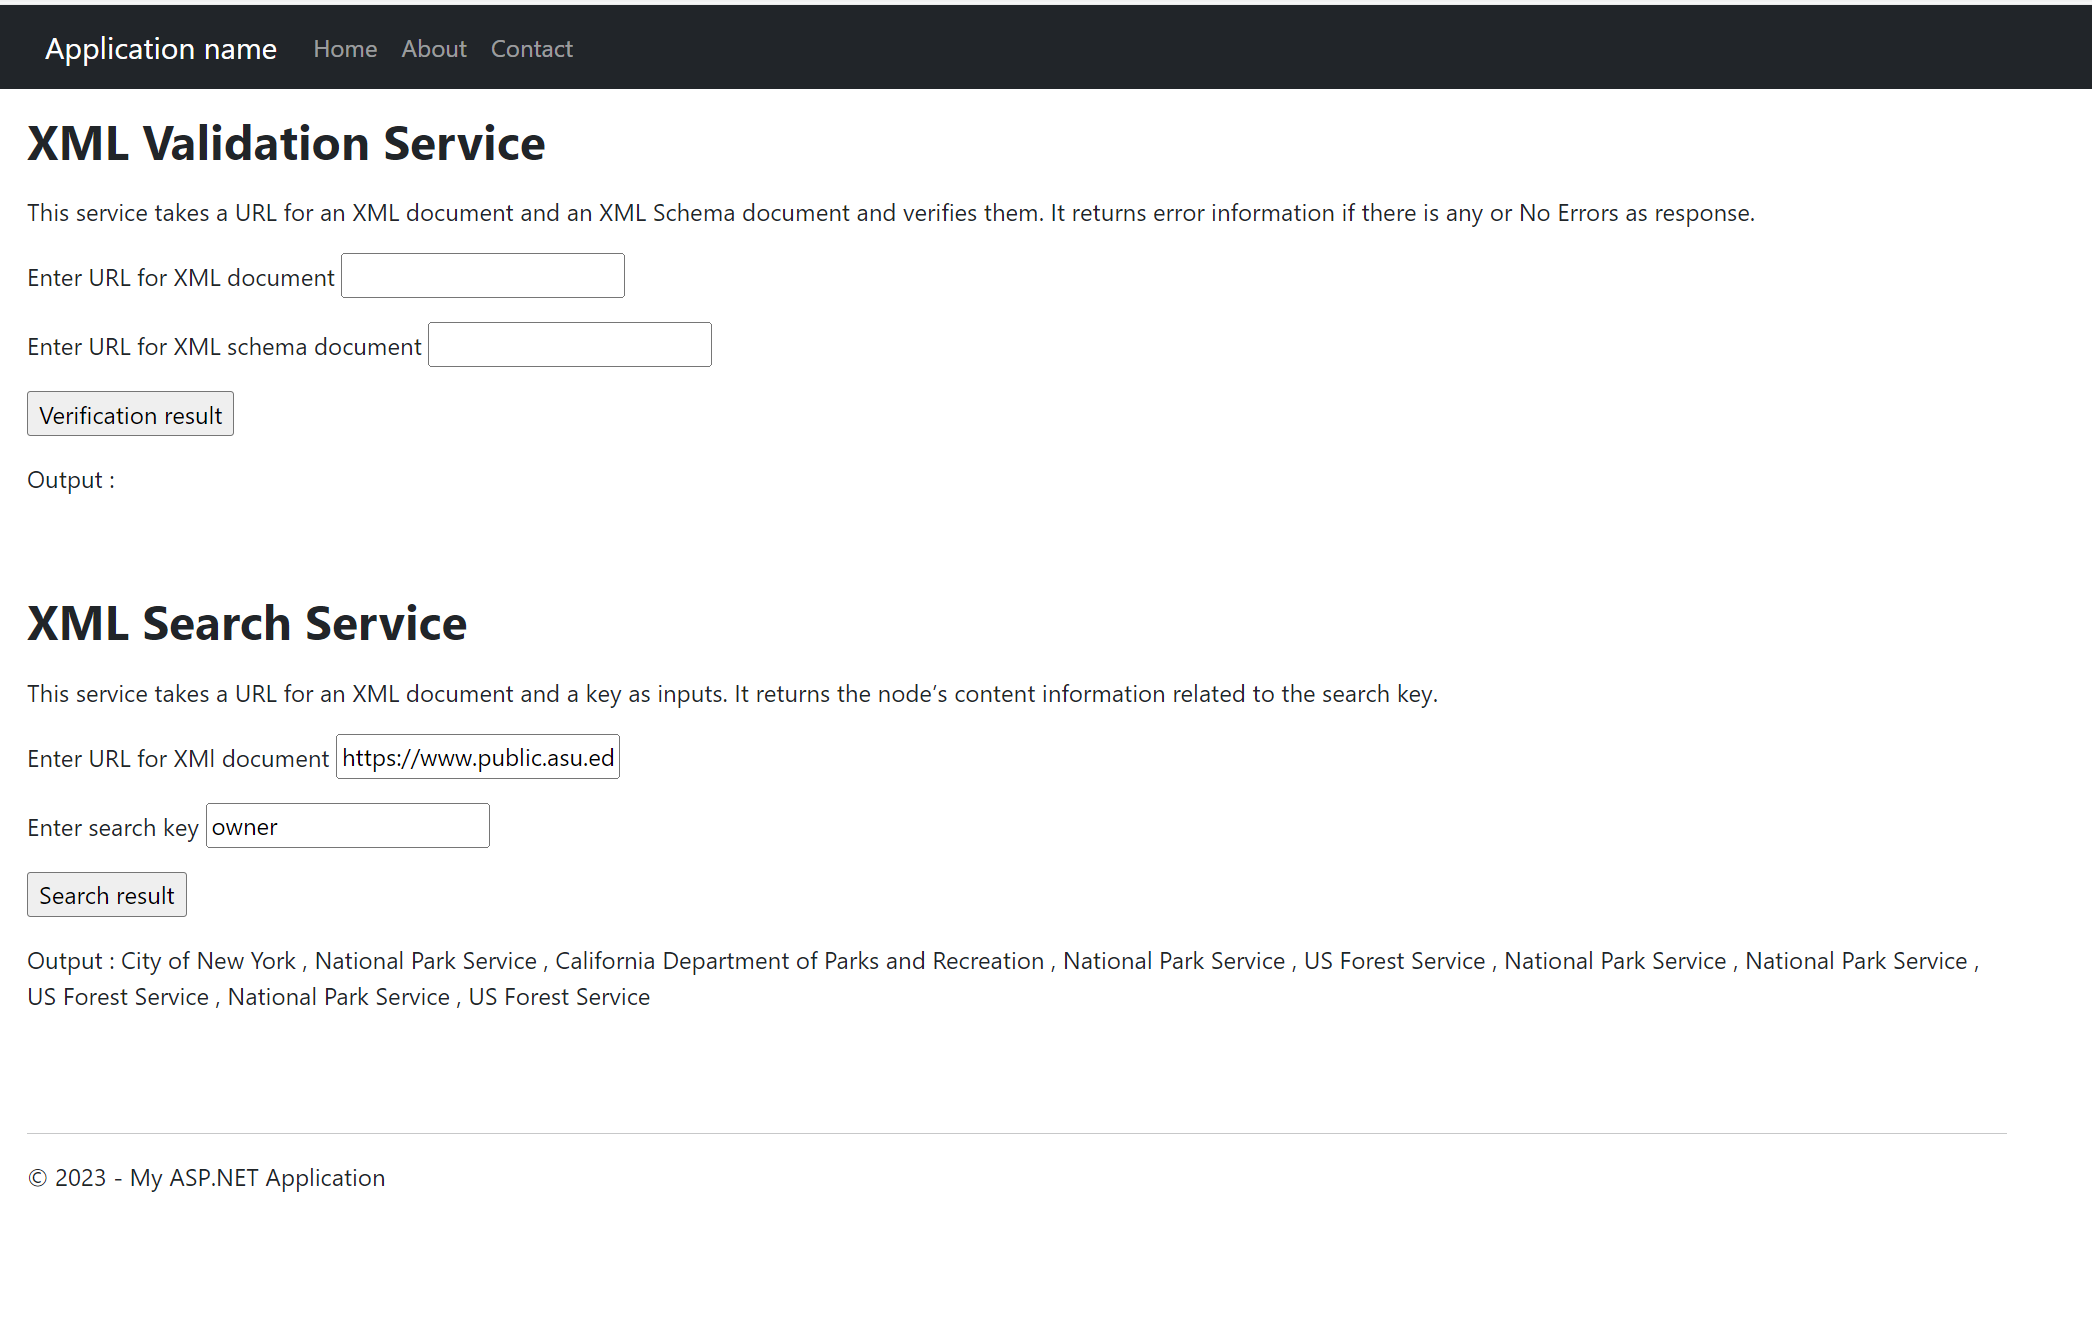 Application name Home About Contact
XML Validation Service
This service takes a URL for an XML document and an XML Schema document and verifies them. It returns error information if there is any or No Errors as response.
Enter URL for XML document
Enter URL for XML schema document
Verification result
Output :
XML Search Service
This service takes a URL for an XML document and a key as inputs. It returns the node’s content information related to the search key.
Enter URL for XMl document https://www.public.asu.ed
Enter search key owner
Search result
Output : City of New York , National Park Service , California Department of Parks and Recreation , National Park Service , US Forest Service , National Park Service , National Park Service ,
US Forest Service , National Park Service , US Forest Service
© 2023 - My ASP.NET Application